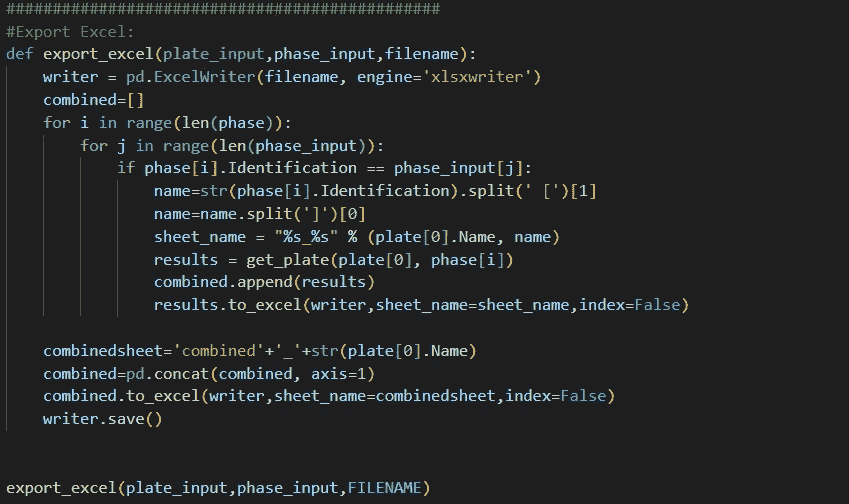 ###############################################
#Export Excel:
def export_excel(plate_input,phase_input,filename):
    writer = pd.ExcelWriter(filename, engine='xlsxwriter')
    combined=[]
    for i in range(len(phase)):
        for j in range(len(phase_input)):
            if phase[i].Identification == phase_input[j]:
                name=str(phase[i].Identification).split(' [')[1]
                name=name.split(']')[0]
                sheet_name = "%s_%s" % (plate[0].Name, name)
                results = get_plate(plate[0], phase[i])
                combined.append(results)
                results.to_excel(writer,sheet_name=sheet_name,index=False)

    combinedsheet='combined'+'_'+str(plate[0].Name)
    combined=pd.concat(combined, axis=1)
    combined.to_excel(writer,sheet_name=combinedsheet,index=False)
    writer.save()


export_excel(plate_input,phase_input,FILENAME)